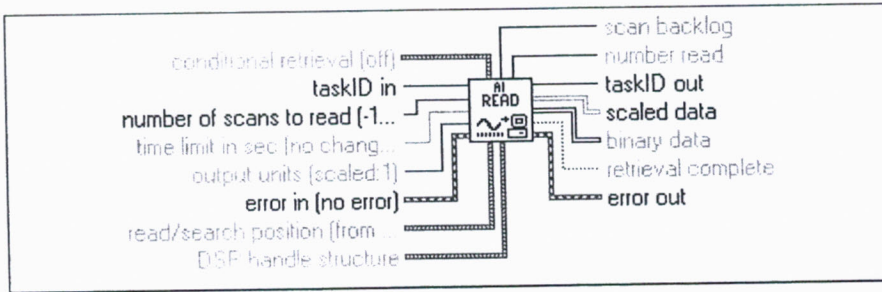 conditional retrieval (off)
taskID in
number of scans to read (-1...
time limit in sec (no chang...
output units (scaled:1)
error in (no error)
read/search position (from ...
DSP handle structure
AI
READ
scan backlog
number read
taskID out
scaled data
binary data
retrieval complete
error out